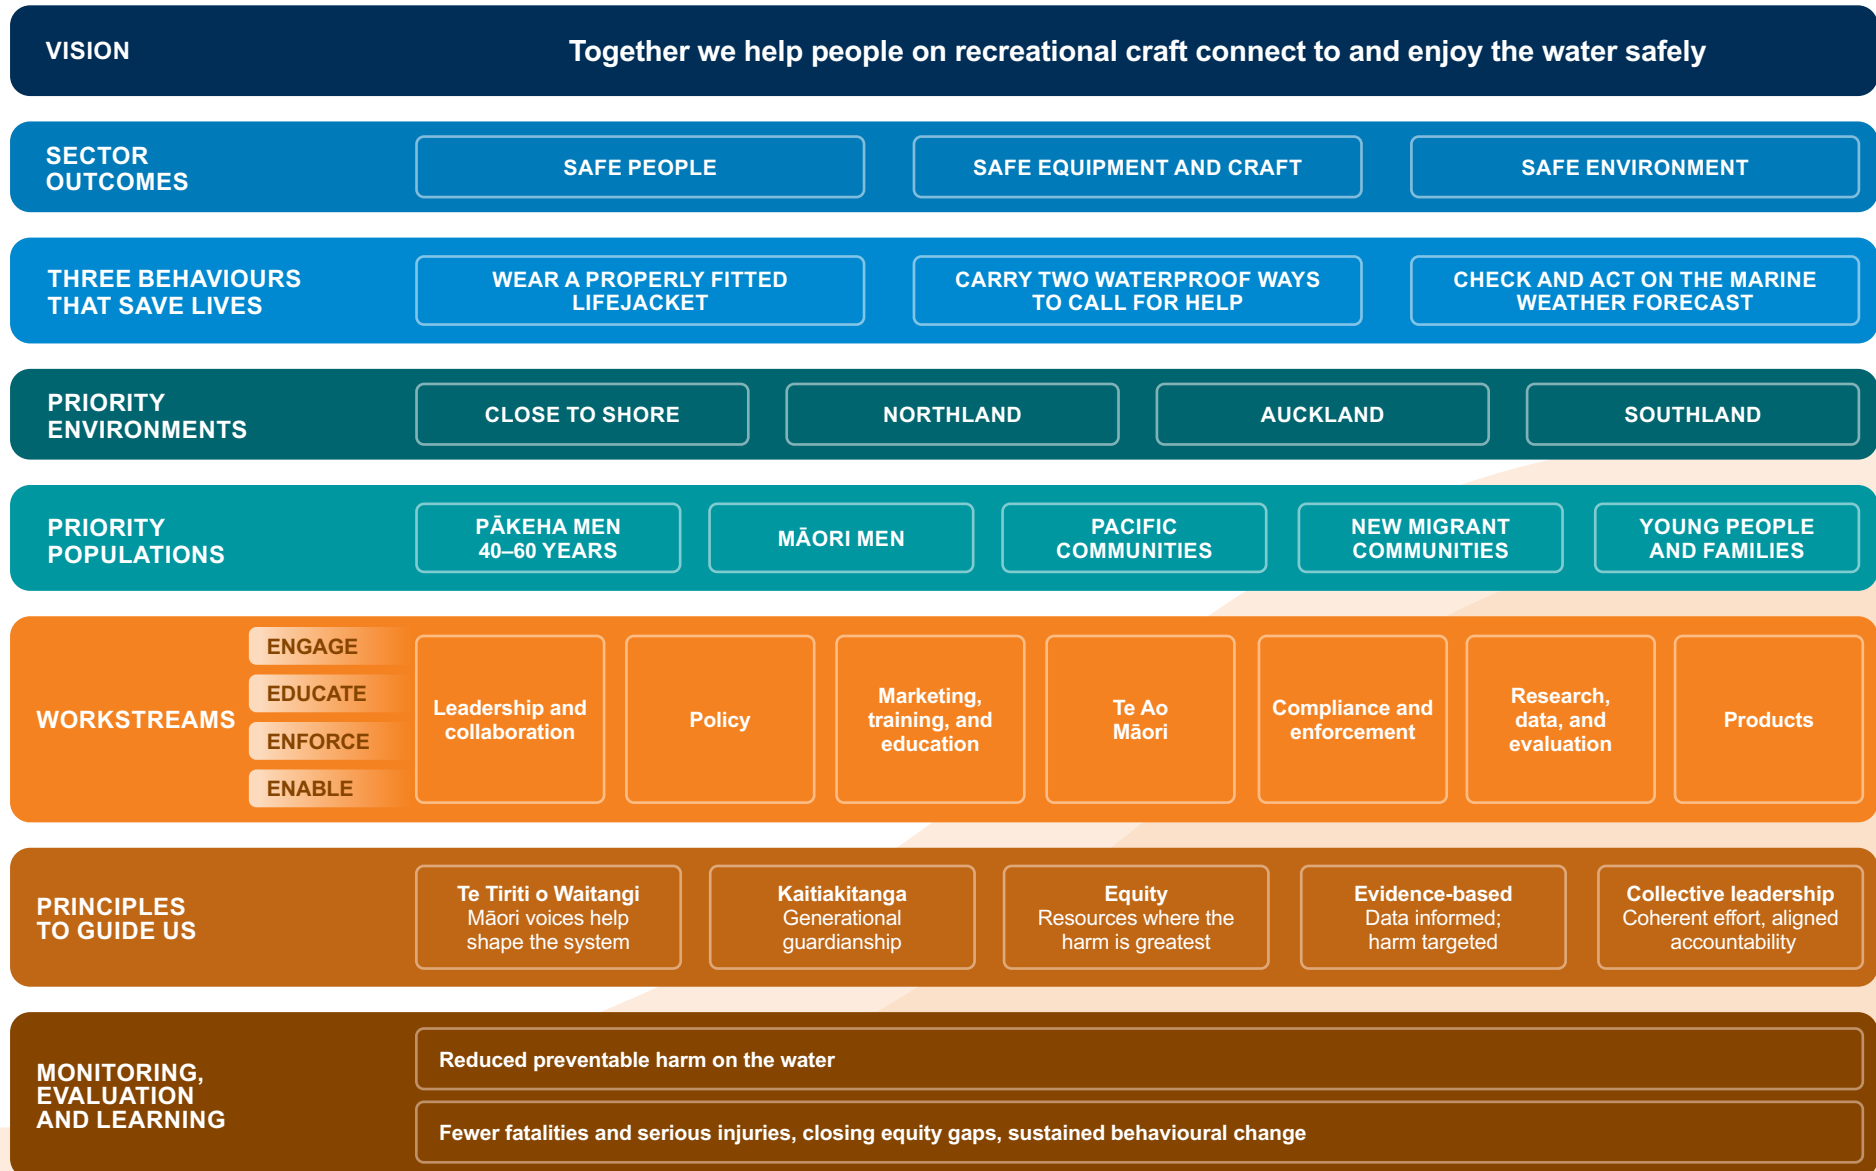 VISION
Together we help people on recreational craft connect to and enjoy the water safely
SECTOR
OUTCOMES
SAFE PEOPLE
SAFE EQUIPMENT AND CRAFT
SAFE ENVIRONMENT
THREE BEHAVIOURS
THAT SAVE LIVES
WEAR A PROPERLY FITTED
LIFEJACKET
CARRY TWO WATERPROOF WAYS
TO CALL FOR HELP
CHECK AND ACT ON THE MARINE
WEATHER FORECAST
PRIORITY
ENVIRONMENTS
CLOSE TO SHORE
NORTHLAND
AUCKLAND
SOUTHLAND
PRIORITY
POPULATIONS
PĀKEHA MEN
40–60 YEARS
MĀORI MEN
PACIFIC
COMMUNITIES
NEW MIGRANT
COMMUNITIES
YOUNG PEOPLE
AND FAMILIES
WORKSTREAMS
ENGAGE
EDUCATE
ENFORCE
ENABLE
Leadership and
collaboration
Policy
Marketing,
training, and
education
Te Ao
Māori
Compliance and
enforcement
Research,
data, and
evaluation
Products
PRINCIPLES
TO GUIDE US
Te Tiriti o Waitangi
Māori voices help
shape the system
Kaitiakitanga
Generational
guardianship
Equity
Resources where the
harm is greatest
Evidence-based
Data informed;
harm targeted
Collective leadership
Coherent effort, aligned
accountability
MONITORING,
EVALUATION
AND LEARNING
Reduced preventable harm on the water
Fewer fatalities and serious injuries, closing equity gaps, sustained behavioural change